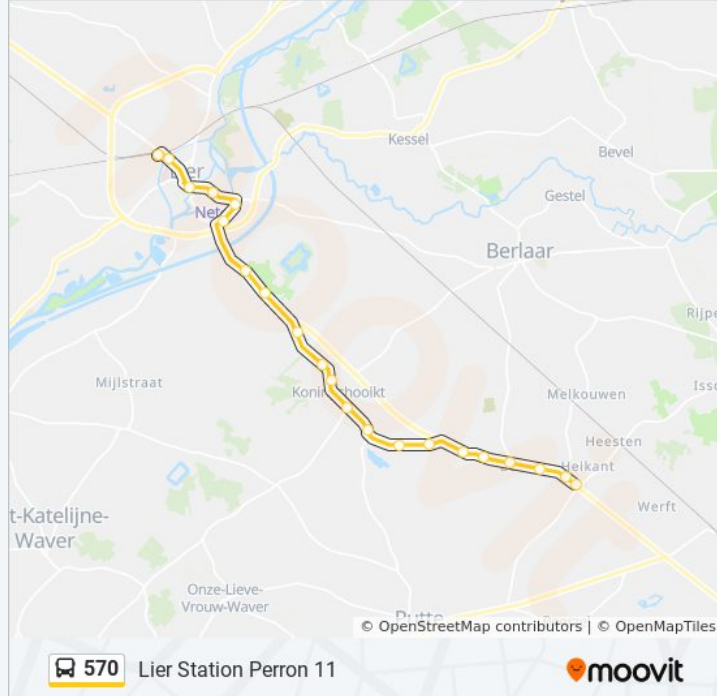 Kessel
Bevel
Gestel
Net
Berlaar
Mijlstraat
Melkouwen
Heesten
Heikant
Werft
t-Katelijne-
Waver
Onze-Lieve-
Vrouw-Waver
© OpenStreetMap contributors | © OpenMapTiles
570 Lier Station Perron 11
moovit